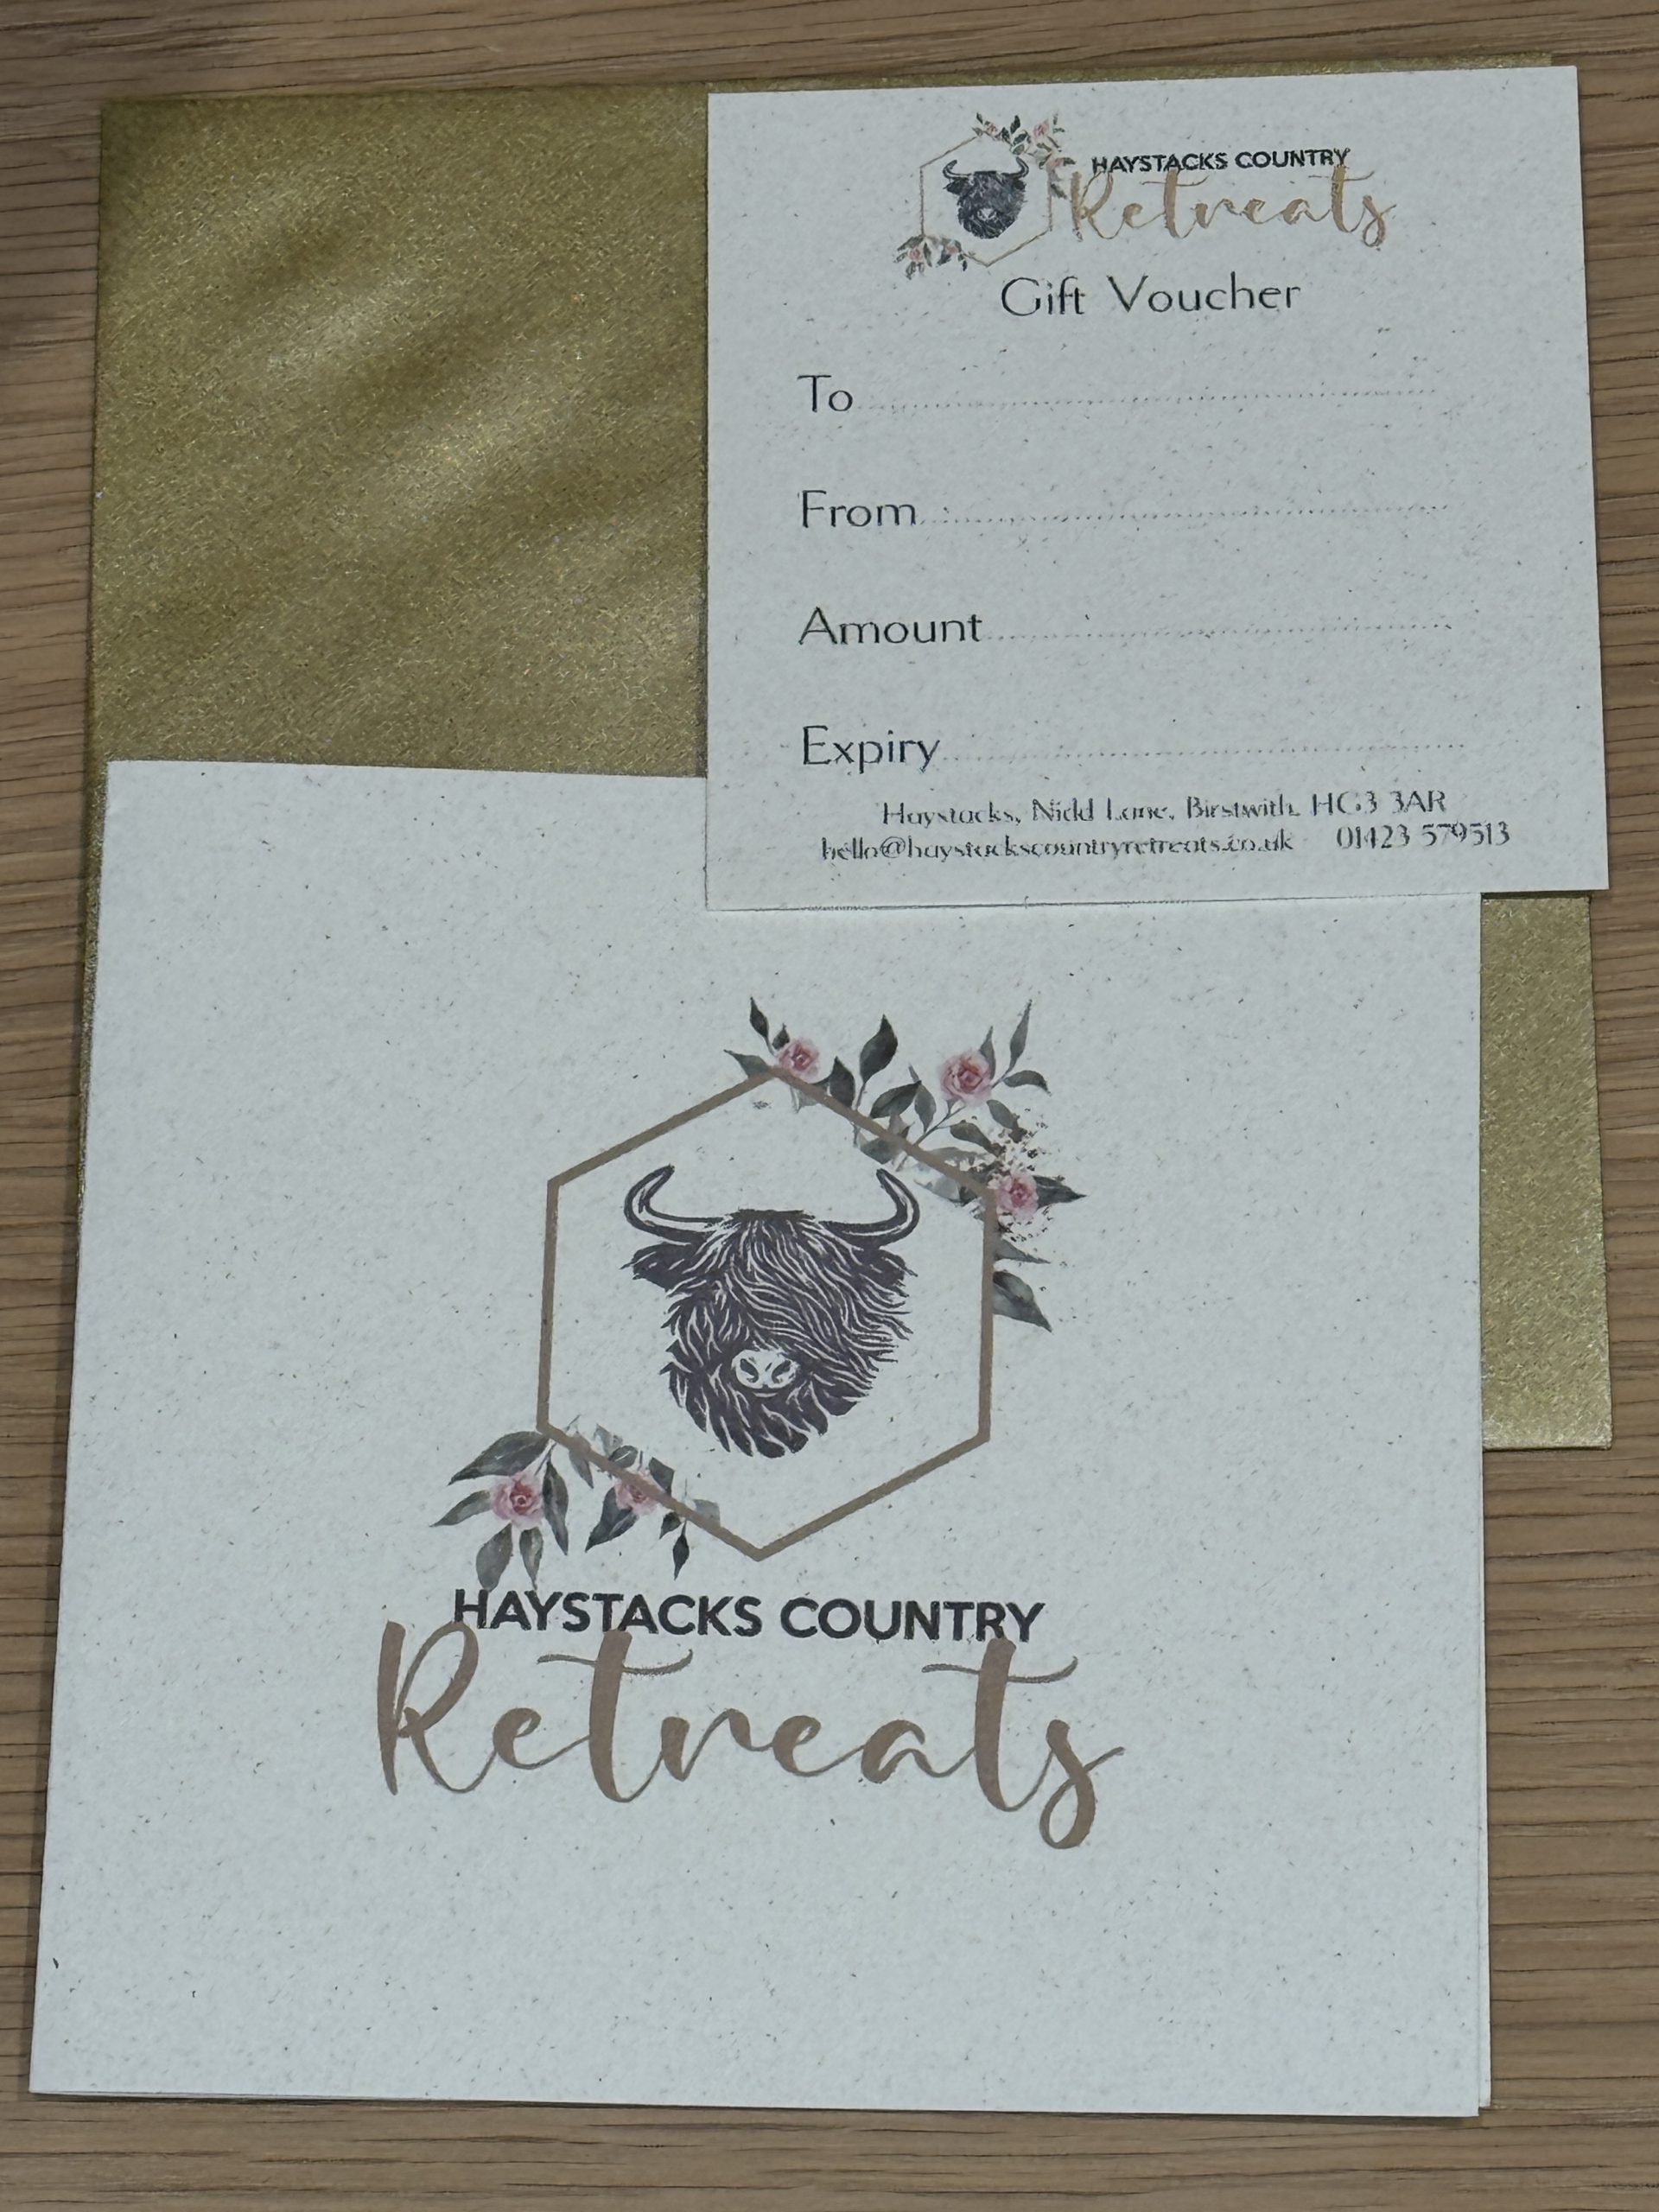 HAYSTACKS COUNTRY
Retreats
Gift Voucher
To
From
Amount
Expiry
Haystacks, Nidd Lane, Birstwith, HG3 3AR
hello@haystackscountryretreats.co.uk 01423 579513
HAYSTACKS COUNTRY
Retreats